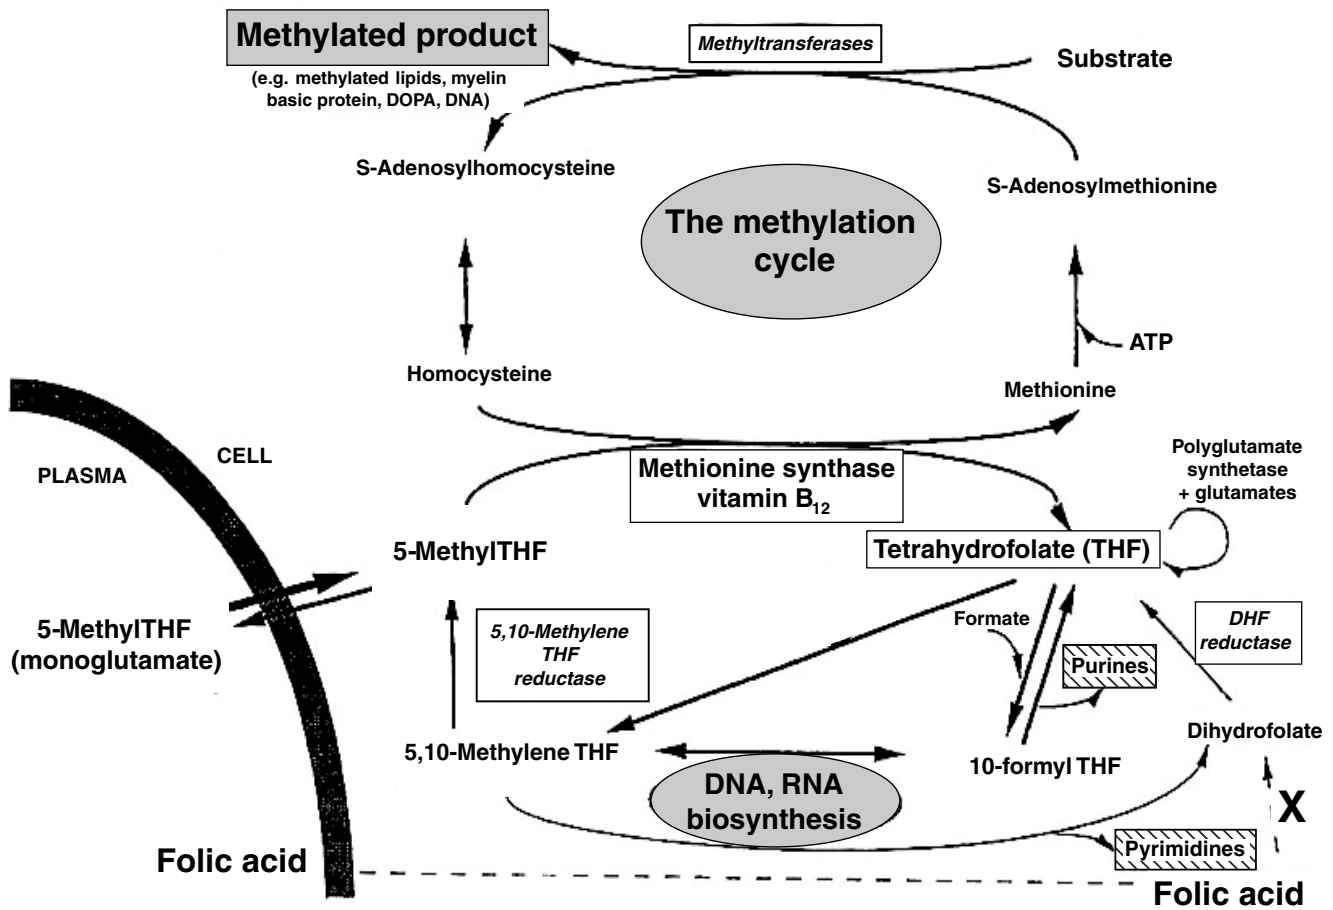 Methylated product
(e.g. methylated lipids, myelin
basic protein, DOPA, DNA)
Methyltransferases
Substrate
S-Adenosylhomocysteine
S-Adenosylmethionine
The methylation
cycle
ATP
Homocysteine
Methionine
PLASMA
CELL
Methionine synthase
vitamin B12
Polyglutamate
synthetase
+ glutamates
5-MethylTHF
Tetrahydrofolate (THF)
5-MethylTHF
(monoglutamate)
5,10-Methylene
THF
reductase
Formate
Purines
DHF
reductase
5,10-Methylene THF
10-formyl THF
Dihydrofolate
DNA, RNA
biosynthesis
X
Pyrimidines
Folic acid
Folic acid